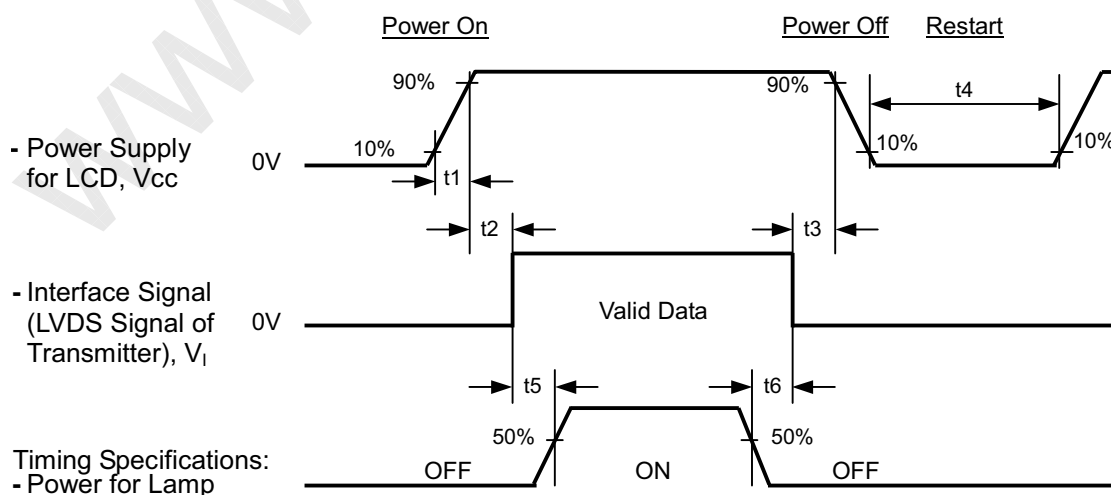 Power On
Power Off
Restart
90%
90%
t4
- Power Supply
for LCD, Vcc
0V
10%
10%
10%
t1
t2
t3
- Interface Signal
(LVDS Signal of
Transmitter), VI
0V
Valid Data
t5
t6
50%
50%
Timing Specifications:
- Power for Lamp
OFF
ON
OFF